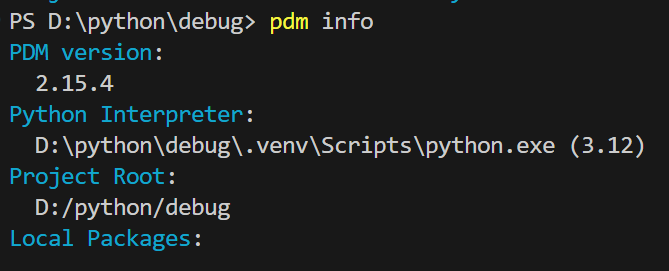 PS D:\python\debug> pdm info
PDM version:
  2.15.4
Python Interpreter:
  D:\python\debug\.venv\Scripts\python.exe (3.12)
Project Root:
  D:/python/debug
Local Packages: